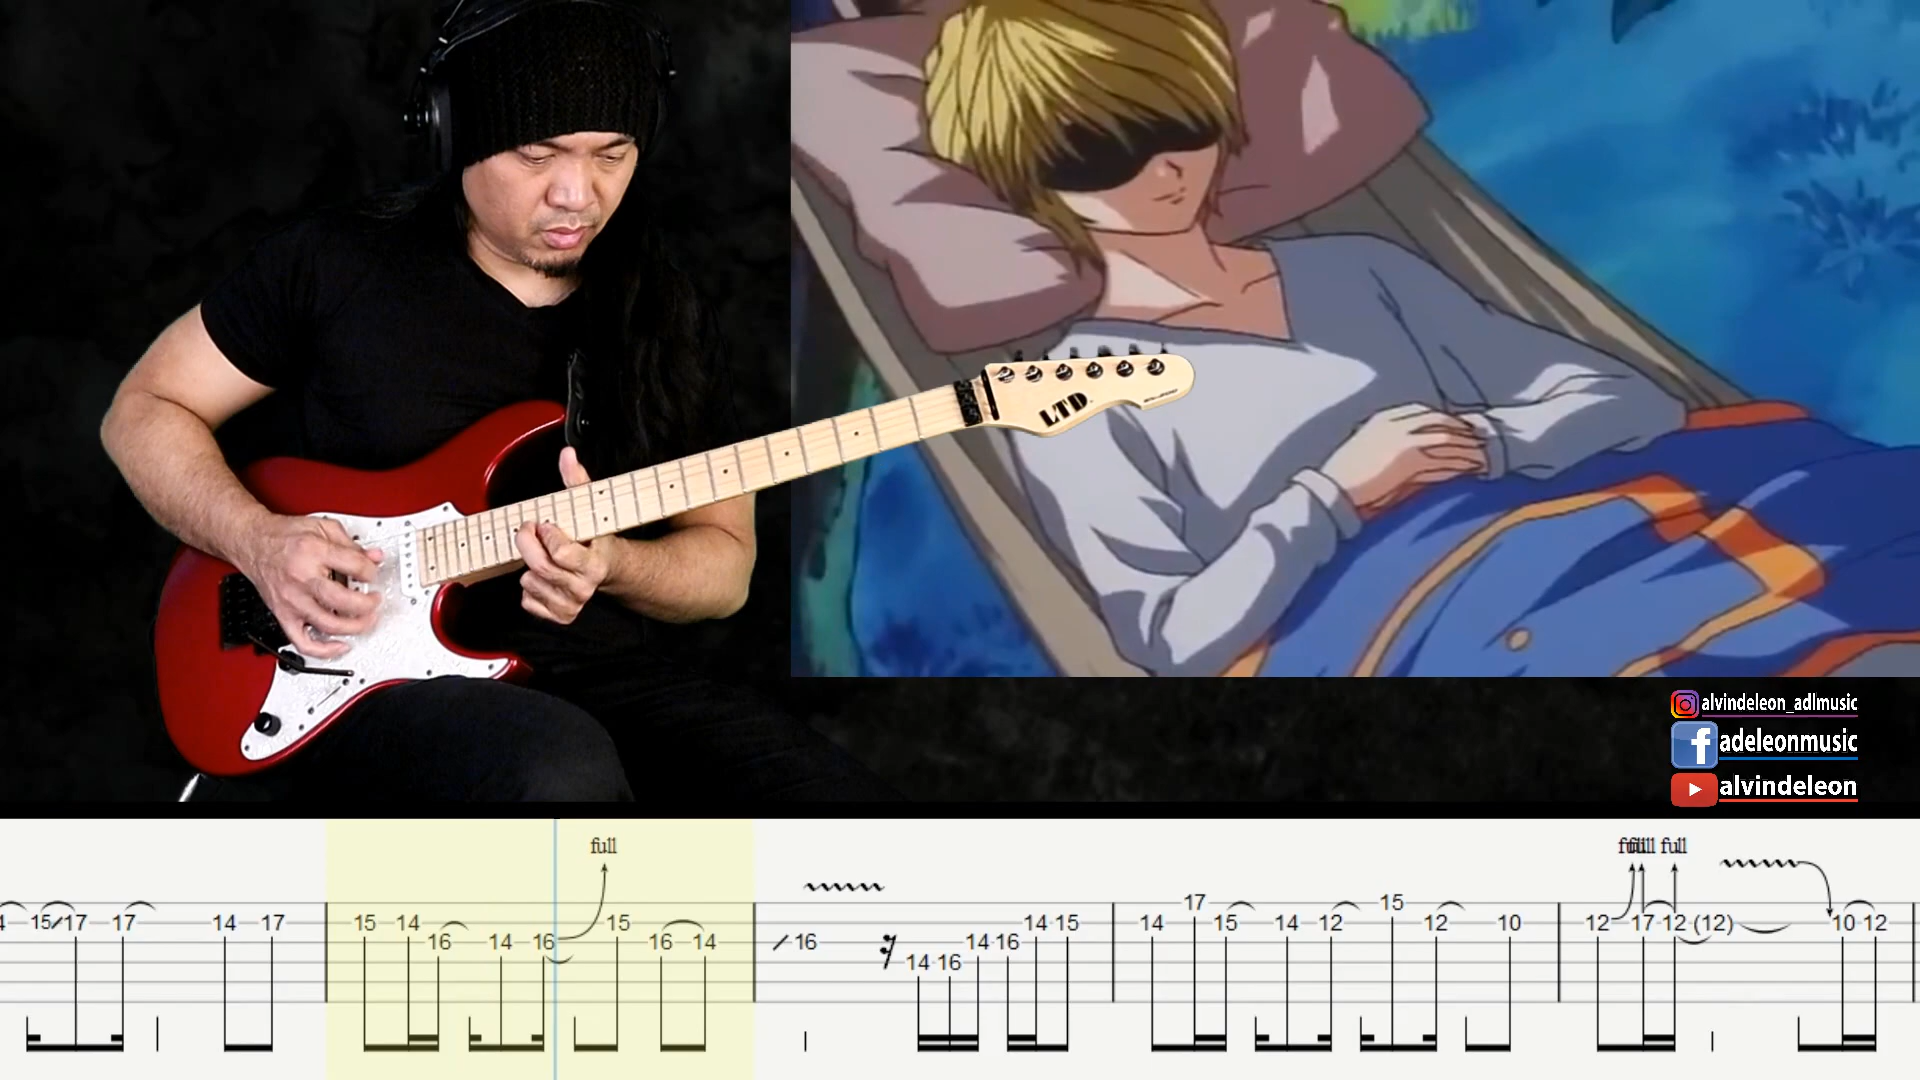 LTD
alvindeleon_adlmusic
adeleonmusic
alvindeleon
full
full full full
17 15
15 17 17 14 17 15 14 15 14 15 14 15 14 12 12 10 12 17 12 (12) 10 12
16 14 16 16 14 16 14 16
14 16